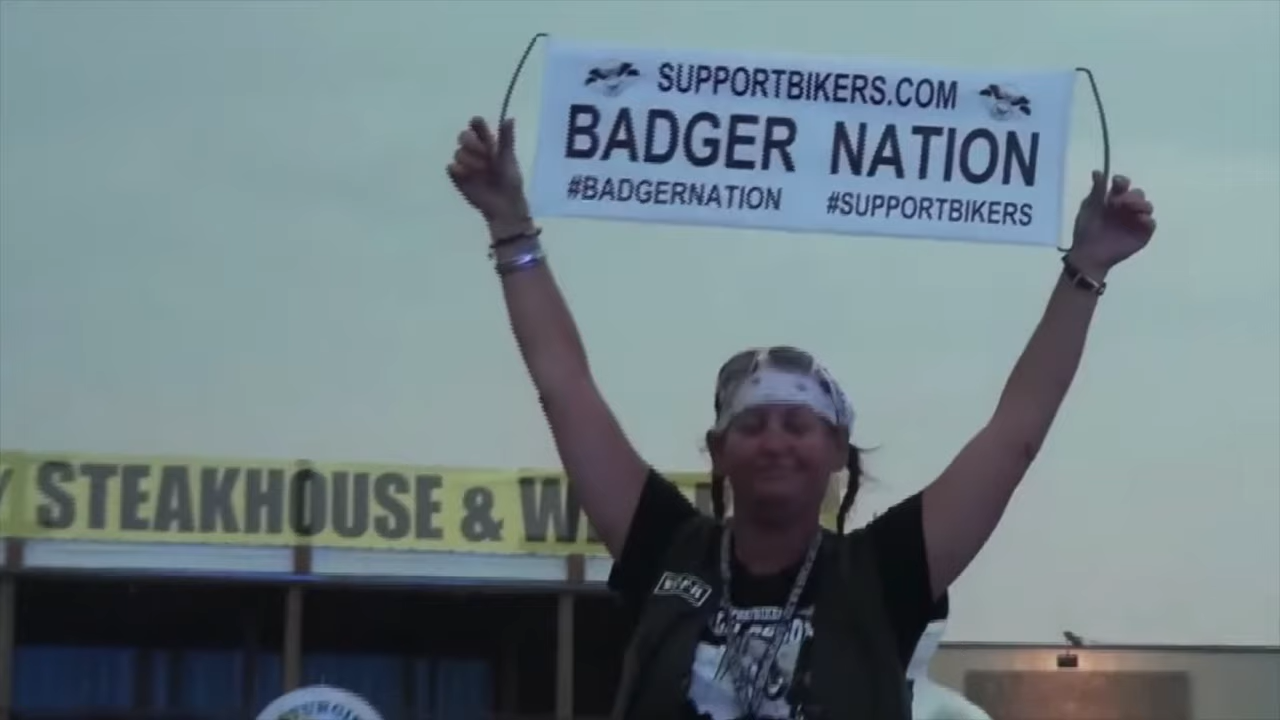 SUPPORTBIKERS.COM
BADGER NATION
#BADGERNATION #SUPPORTBIKERS
STEAKHOUSE &